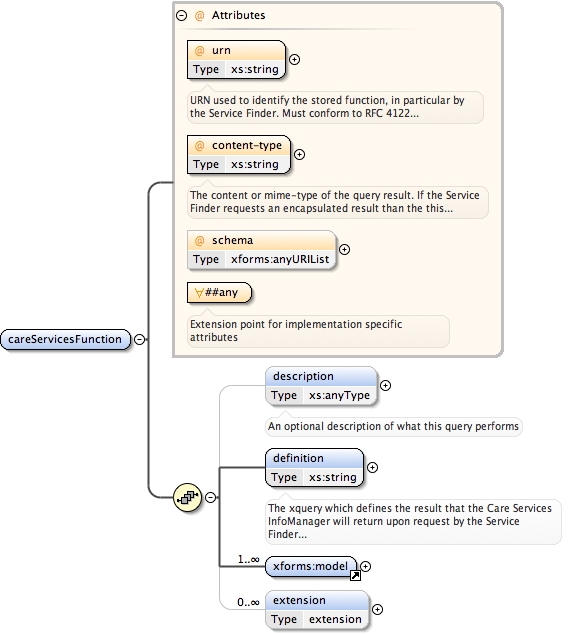 @ Attributes
@ urn
Type xs:string
URN used to identify the stored function, in particular by
the Service Finder. Must conform to RFC 4122...
@ content-type
Type xs:string
The content or mime-type of the query result. If the Service
Finder requests an encapsulated result than the this...
@ schema
Type xforms:anyURIList
∀##any
Extension point for implementation specific
attributes
careServicesFunction
description
Type xs:anyType
An optional description of what this query performs
definition
Type xs:string
The xquery which defines the result that the Care Services
InfoManager will return upon request by the Service
Finder...
1..∞
xforms:model
0..∞
extension
Type extension